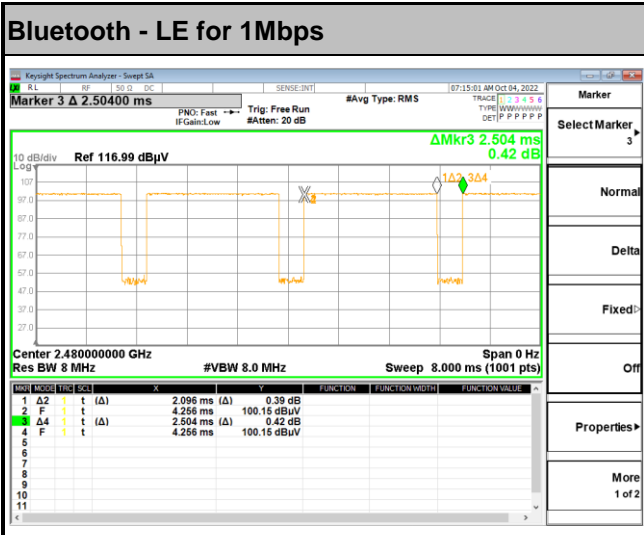 Bluetooth - LE for 1Mbps
Keysight Spectrum Analyzer - Swept SA
RL RF 50 Ω DC SENSE:INT 07:15:01 AM Oct 04, 2022
Marker 3 Δ 2.50400 ms #Avg Type: RMS TRACE 1 2 3 4 5 6
PNO: Fast Trig: Free Run TYPE WWWWWW
IFGain:Low #Atten: 20 dB DET P P P P P P
ΔMkr3 2.504 ms
10 dB/div Ref 116.99 dBµV 0.42 dB
Log
107
97.0
87.0
77.0
67.0
57.0
47.0
37.0
27.0
1Δ2 3Δ4
Center 2.480000000 GHz Span 0 Hz
Res BW 8 MHz #VBW 8.0 MHz Sweep 8.000 ms (1001 pts)
MKR MODE TRC SCL X Y FUNCTION FUNCTION WIDTH FUNCTION VALUE
1 Δ2 1 t (Δ) 2.096 ms (Δ) 0.39 dB
2 F 1 t 4.256 ms 100.15 dBµV
3 Δ4 1 t (Δ) 2.504 ms (Δ) 0.42 dB
4 F 1 t 4.256 ms 100.15 dBµV
5
6
7
8
9
10
11
Marker
Select Marker
3
Normal
Delta
Fixed
Off
Properties
More
1 of 2